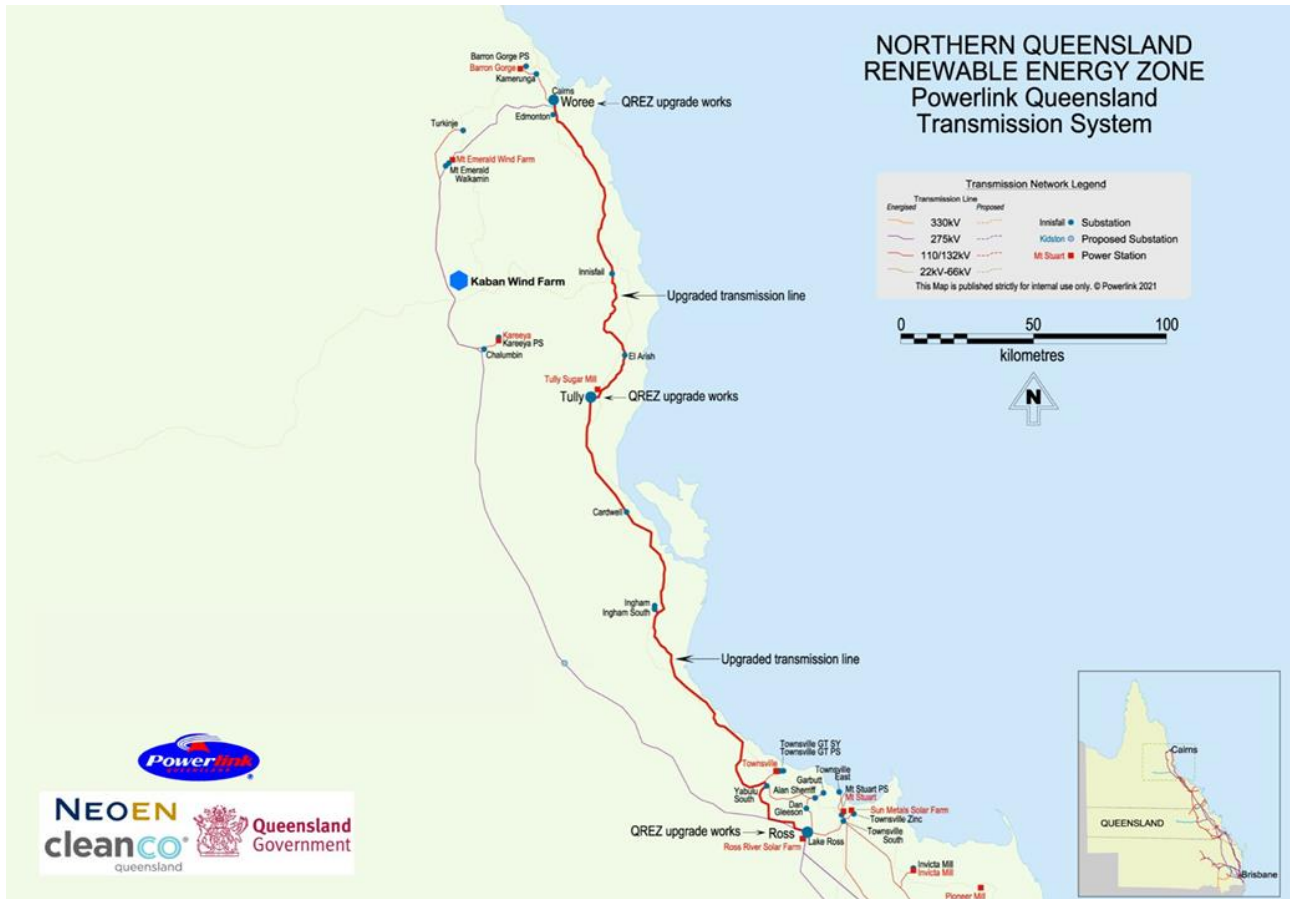 NORTHERN QUEENSLAND
RENEWABLE ENERGY ZONE
Powerlink Queensland
Transmission System
Transmission Network Legend
Transmission Line
Energised
Proposed
330kV
275kV
110/132kV
22kV-66kV
Innisfail
Substation
Kidston
Proposed Substation
Mt Stuart
Power Station
This Map is published strictly for internal use only. © Powerlink 2021
0
50
100
kilometres
N
Barron Gorge PS
Barron Gorge
Kamerunga
Cairns
Woree
QREZ upgrade works
Edmonton
Turkinje
Mt Emerald Wind Farm
Mt Emerald
Walkamin
Kaban Wind Farm
Innisfail
Upgraded transmission line
Kareeya
Kareeya PS
Chalumbin
El Arish
Tully Sugar Mill
Tully
QREZ upgrade works
Cardwell
Ingham
Ingham South
Upgraded transmission line
Townsville GT SY
Townsville GT PS
Townsville
Townsville
East
Garbutt
Mt Stuart PS
Mt Stuart
Yabulu
South
Alan Sherriff
Dan
Gleeson
Sun Metals Solar Farm
Townsville Zinc
QREZ upgrade works
Ross
Lake Ross
Townsville
South
Ross River Solar Farm
Invicta Mill
Invicta Mill
Pioneer Mill
Powerlink
QUEENSLAND
®
NEOEN
cleanco®
queensland
Queensland
Government
Cairns
QUEENSLAND
Brisbane